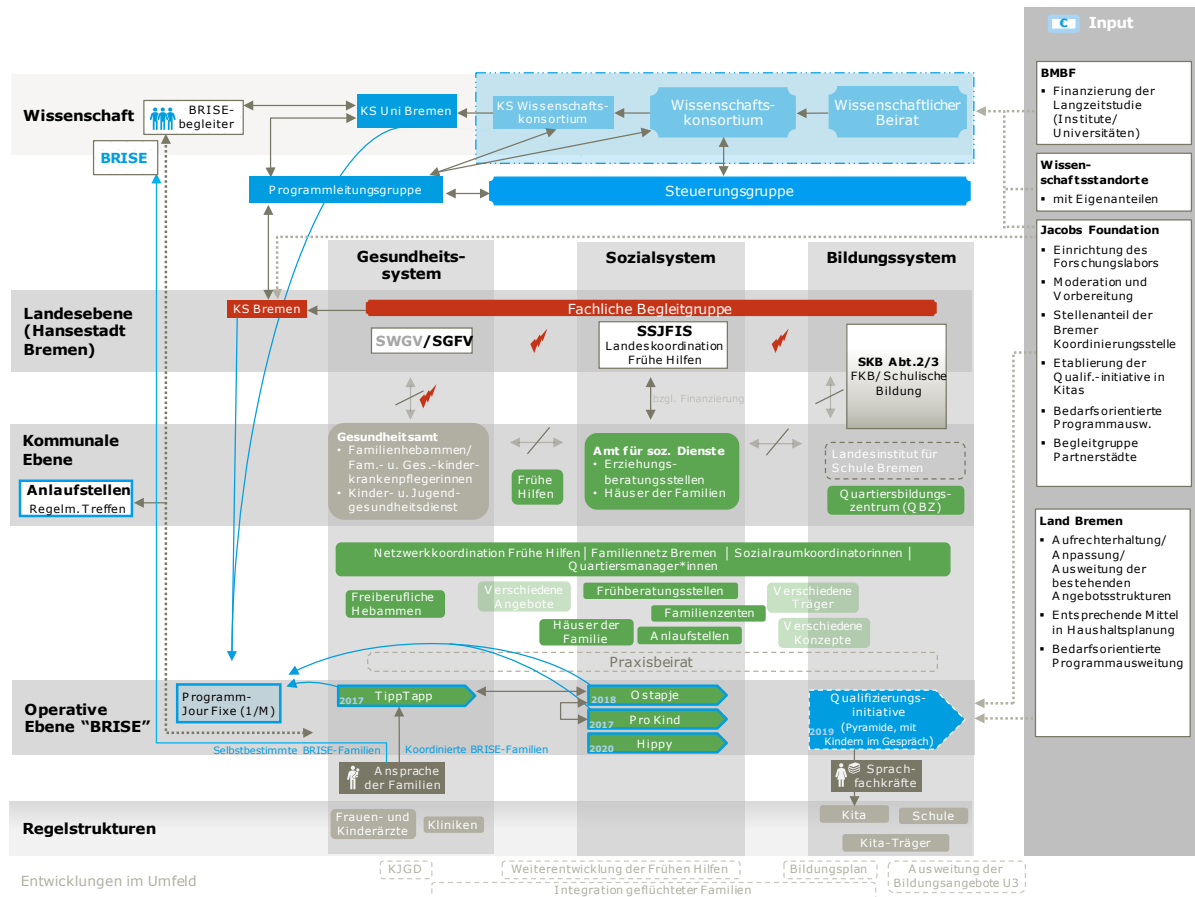 C Input
BMBF
▪ Finanzierung der
Langzeitstudie
(Institute/
Universitäten)
Wissen-
schaftsstandorte
▪ mit Eigenanteilen
Jacobs Foundation
▪ Einrichtung des
Forschungslabors
▪ Moderation und
Vorbereitung
▪ Stellenanteil der
Bremer
Koordinierungsstelle
▪ Etablierung der
Qualif.-initiative in
Kitas
▪ Bedarfsorientierte
Programmausw.
▪ Begleitgruppe
Partnerstädte
Land Bremen
▪ Aufrechterhaltung/
Anpassung/
Ausweitung der
bestehenden
Angebotsstrukturen
▪ Entsprechende Mittel
in Haushaltsplanung
▪ Bedarfsorientierte
Programmausweitung
Wissenschaft
BRISE-
begleiter
BRISE
KS Uni Bremen
KS Wissenschafts-
konsortium
Wissenschafts-
konsortium
Wissenschaftlicher
Beirat
Programmleitungsgruppe
Steuerungsgruppe
Gesundheits-
system
Sozialsystem
Bildungssystem
Landesebene
(Hansestadt
Bremen)
KS Bremen
Fachliche Begleitgruppe
SWGV/SGFV
SSJFIS
Landeskoordination
Frühe Hilfen
SKB Abt.2/3
FKB/Schulische
Bildung
bzgl. Finanzierung
Kommunale
Ebene
Anlaufstellen
Regelm. Treffen
Gesundheitsamt
• Familienhebammen/
Fam.- u. Ges.-kinder-
krankenpflegerinnen
• Kinder- u. Jugend-
gesundheitsdienst
Frühe
Hilfen
Amt für soz. Dienste
• Erziehungs-
beratungsstellen
• Häuser der Familien
Landesinstitut für
Schule Bremen
Quartiersbildungs-
zentrum (QBZ)
Netzwerkkoordination Frühe Hilfen | Familiennetz Bremen | Sozialraumkoordinatorinnen |
Quartiersmanager*innen
Freiberufliche
Hebammen
Verschiedene
Angebote
Frühberatungsstellen
Familienzenten
Häuser der
Familie
Anlaufstellen
Verschiedene
Träger
Verschiedene
Konzepte
Praxisbeirat
Operative
Ebene “BRISE”
Programm-
Jour Fixe (1/M)
TippTapp
2017
Ostapje
2018
Pro Kind
2017
Hippy
2020
Qualifizierungs-
initiative
(Pyramide, mit
Kindern im Gespräch)
2019
Selbstbestimmte BRISE-Familien
Koordinierte BRISE-Familien
Ansprache
der Familien
Sprach-
fachkräfte
Regelstrukturen
Frauen- und
Kinderärzte
Kliniken
Kita
Schule
Kita-Träger
Entwicklungen im Umfeld
KJGD
Weiterentwicklung der Frühen Hilfen
Bildungsplan
Ausweitung der
Bildungsangebote U3
Integration geflüchteter Familien